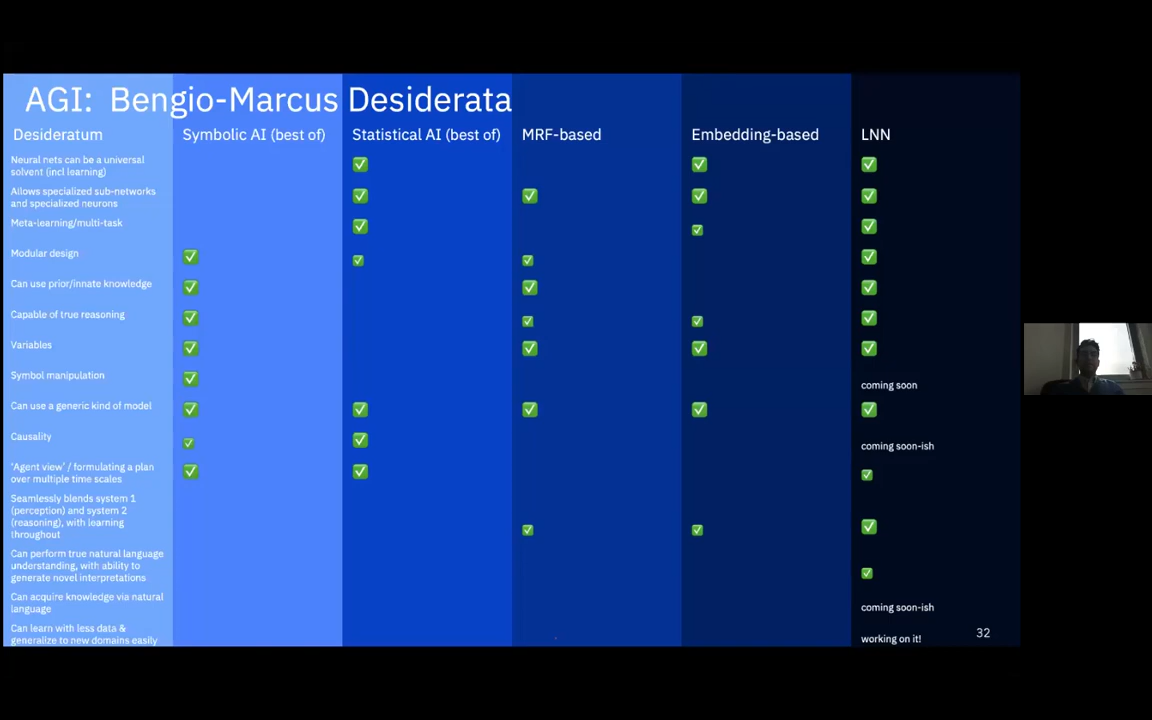 AGI: Bengio-Marcus Desiderata
Desideratum
Symbolic AI (best of)
Statistical AI (best of)
MRF-based
Embedding-based
LNN
Neural nets can be a universal
solvent (incl learning)
Allows specialized sub-networks
and specialized neurons
Meta-learning/multi-task
Modular design
Can use prior/innate knowledge
Capable of true reasoning
Variables
Symbol manipulation
coming soon
Can use a generic kind of model
Causality
coming soon-ish
'Agent view' / formulating a plan
over multiple time scales
Seamlessly blends system 1
(perception) and system 2
(reasoning), with learning
throughout
Can perform true natural language
understanding, with ability to
generate novel interpretations
Can acquire knowledge via natural
language
coming soon-ish
Can learn with less data &
generalize to new domains easily
working on it!
32